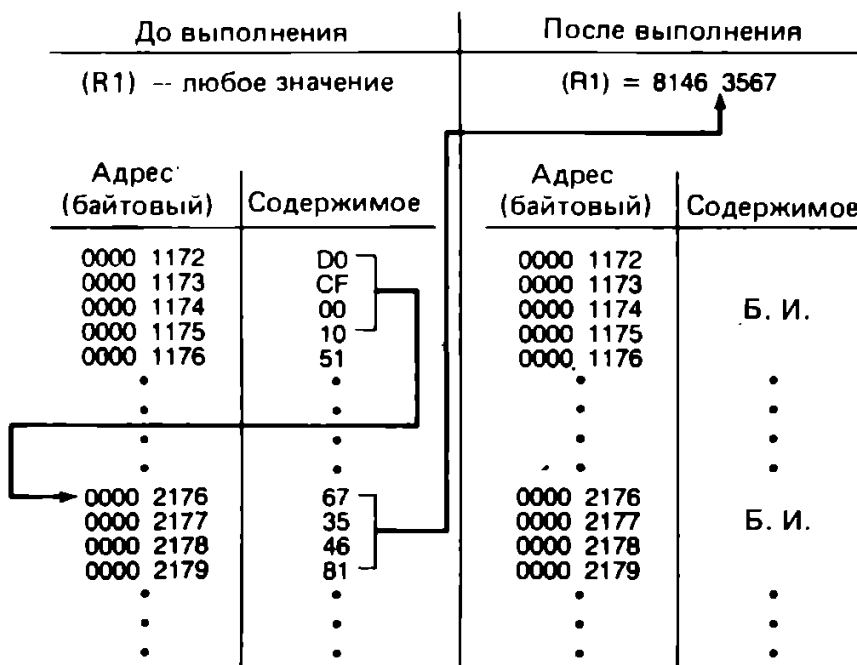 До выполнения После выполнения
(R1) -- любое значение (R1) = 8146 3567
Адрес Адрес
(байтовый) Содержимое (байтовый) Содержимое
0000 1172 D0 0000 1172
0000 1173 CF 0000 1173
0000 1174 00 0000 1174 Б. И.
0000 1175 10 0000 1175
0000 1176 51 0000 1176
0000 2176 67 0000 2176
0000 2177 35 0000 2177 Б. И.
0000 2178 46 0000 2178
0000 2179 81 0000 2179